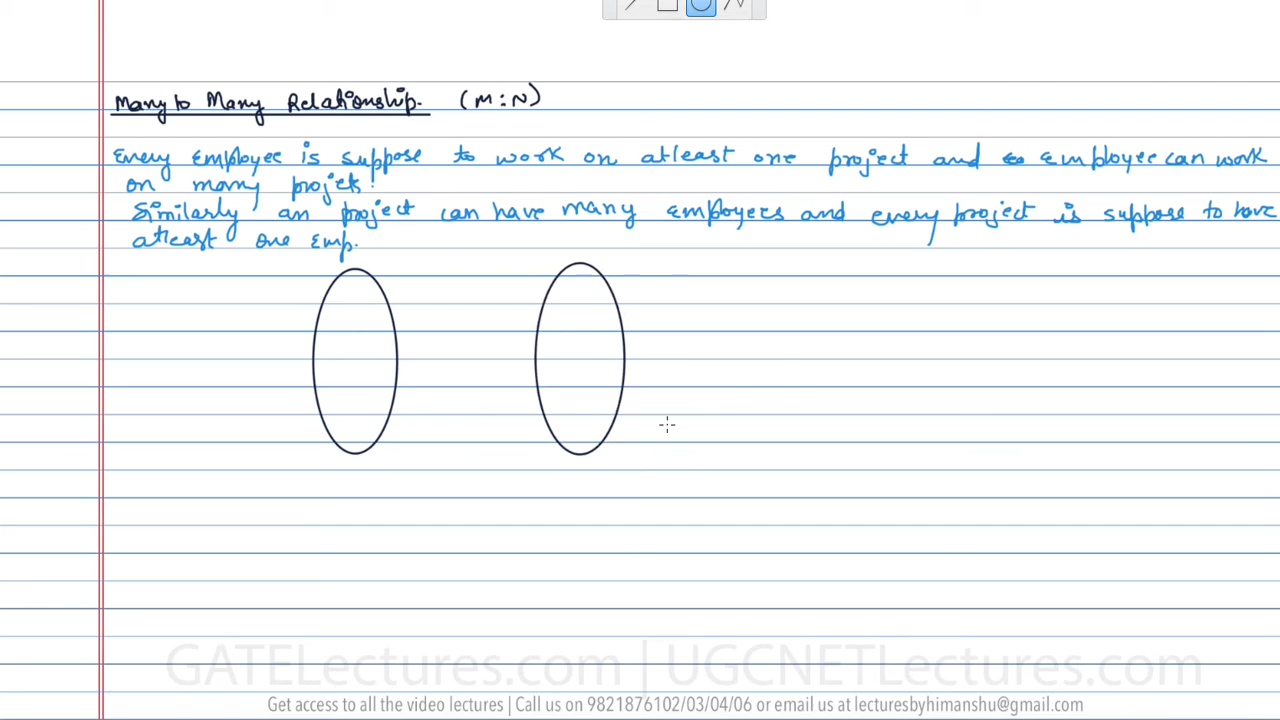 Many to Many Relationship. (M:N)
Every employee is suppose to work on atleast one project and employee can work
on many projets.
Similarly an project can have many employees and every project is suppose to have
atleast one emp.
GATELectures.com | UGCNETLectures.com
Get access to all the video lectures | Call us on 9821876102/03/04/06 or email us at lecturesbyhimanshu@gmail.com